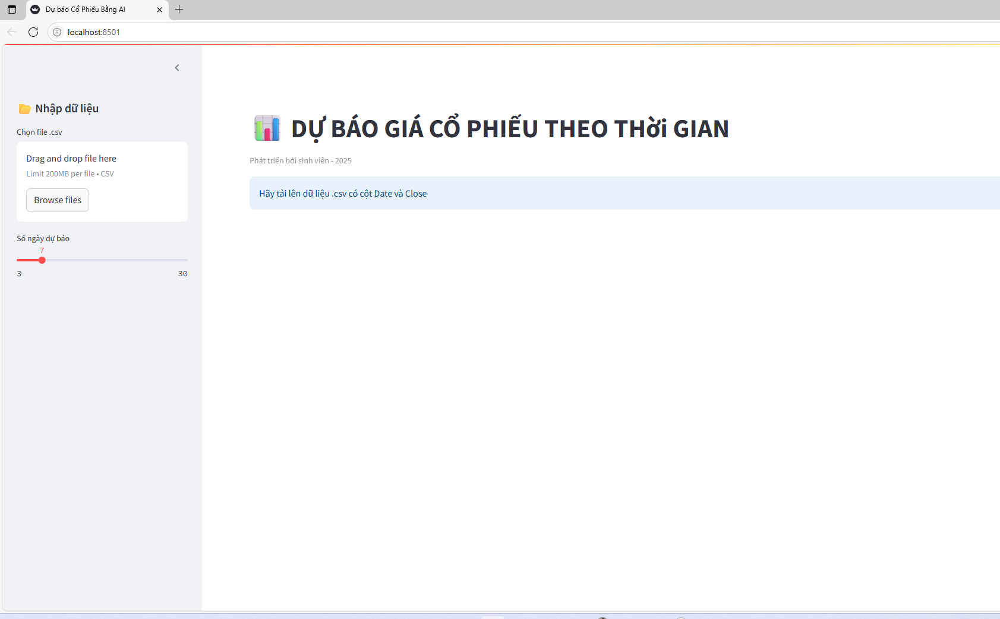 Dự báo Cổ Phiếu Bằng AI
localhost:8501
Nhập dữ liệu
Chọn file .csv
Drag and drop file here
Limit 200MB per file • CSV
Browse files
Số ngày dự báo
7
3 30
DỰ BÁO GIÁ CỔ PHIẾU THEO THời GIAN
Phát triển bởi sinh viên - 2025
Hãy tải lên dữ liệu .csv có cột Date và Close